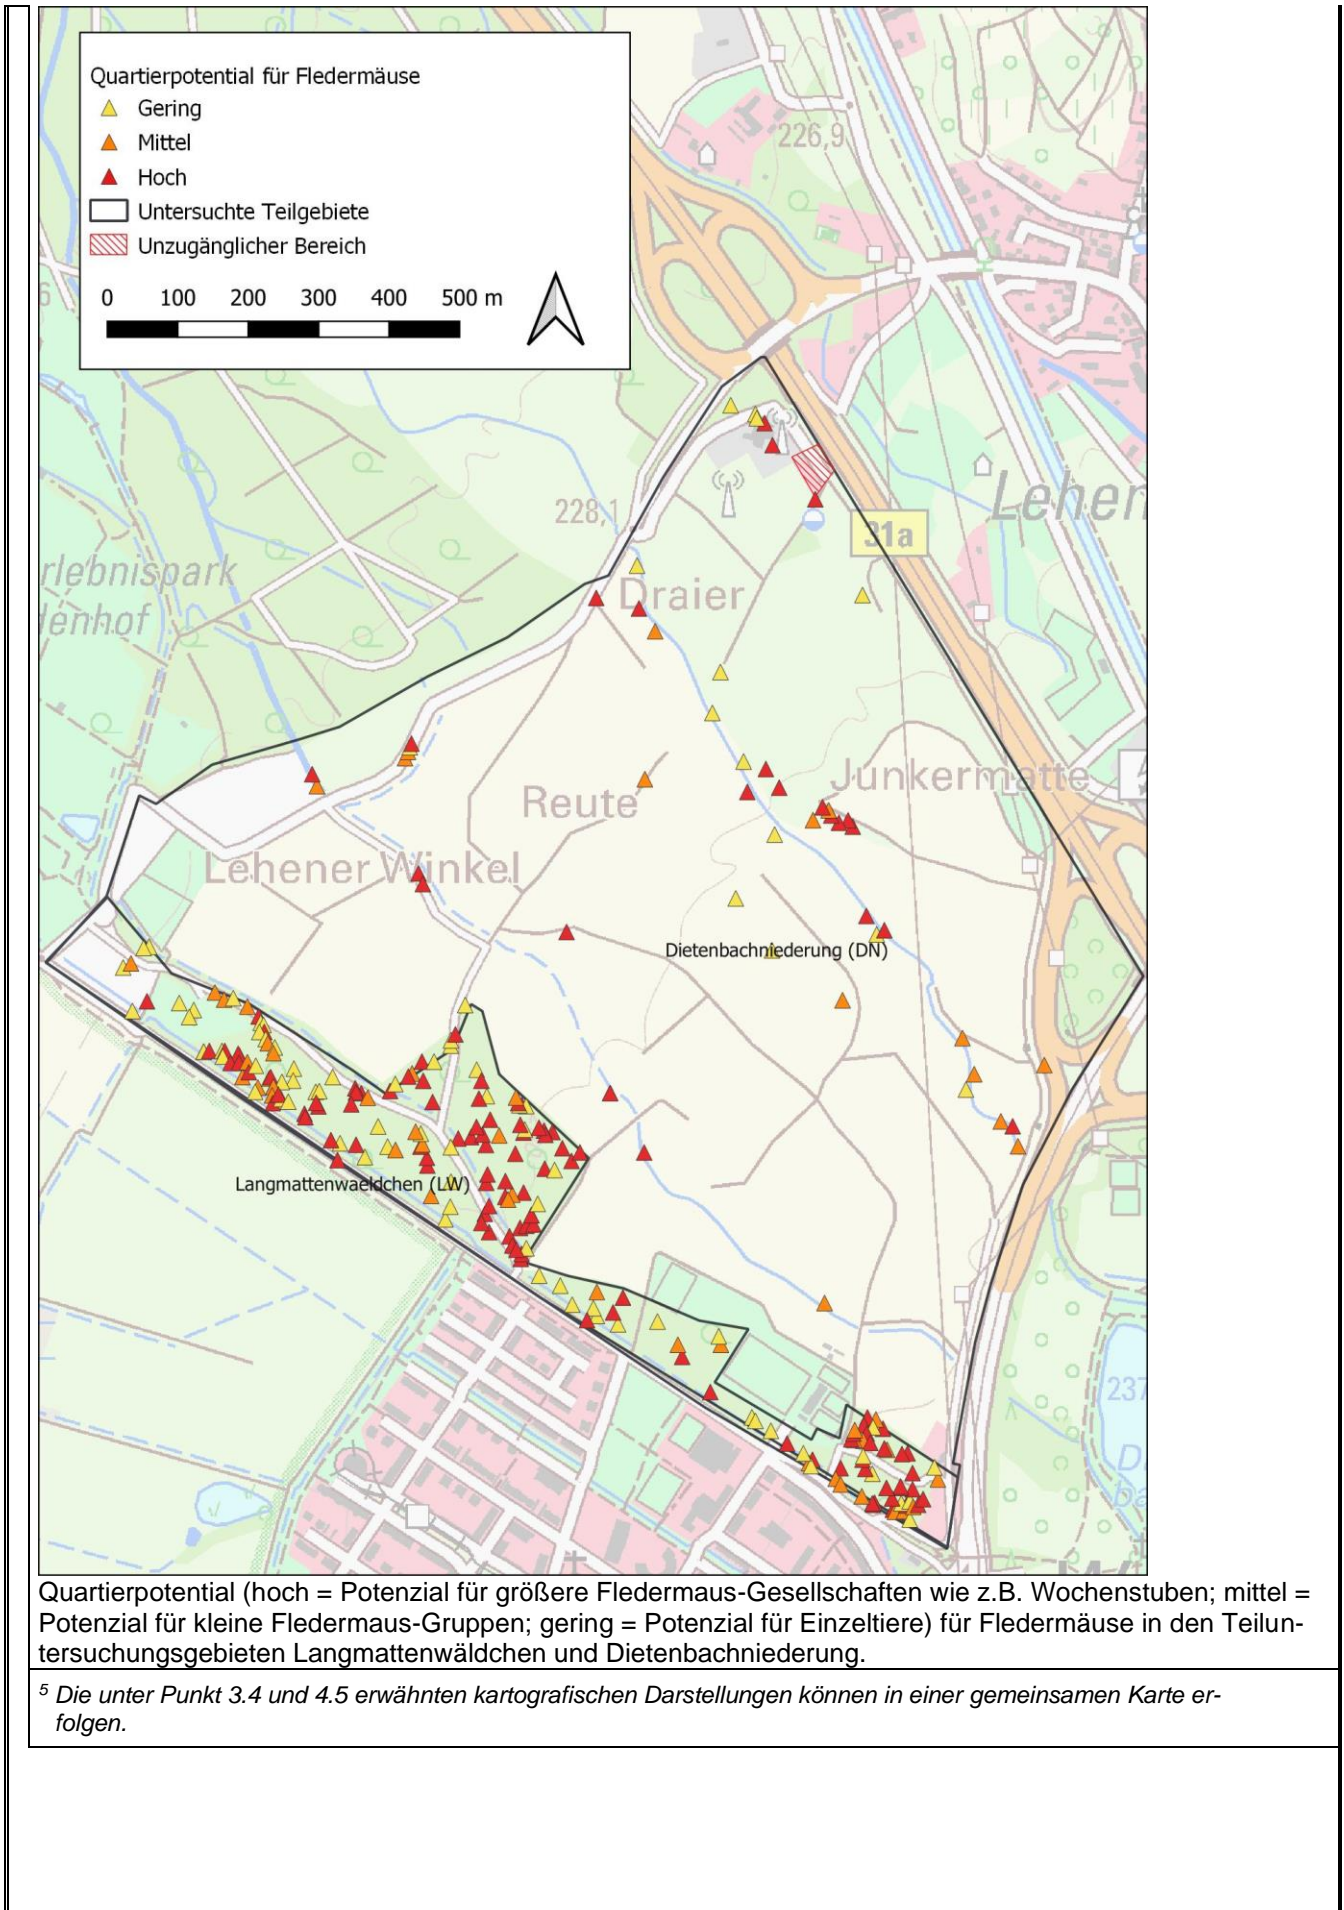 Quartierpotential für Fledermäuse
Gering
Mittel
Hoch
Untersuchte Teilgebiete
Unzugänglicher Bereich
0 100 200 300 400 500 m
226,9
Lehen
31a
228,1
Draier
rlebnispark
lenhof
Junkermatte
Reute
Lehener Winkel
Dietenbachniederung (DN)
Langmattenwaeldchen (LW)
237
Quartierpotential (hoch = Potenzial für größere Fledermaus-Gesellschaften wie z.B. Wochenstuben; mittel =
Potenzial für kleine Fledermaus-Gruppen; gering = Potenzial für Einzeltiere) für Fledermäuse in den Teilun-
tersuchungsgebieten Langmattenwäldchen und Dietenbachniederung.
5 Die unter Punkt 3.4 und 4.5 erwähnten kartografischen Darstellungen können in einer gemeinsamen Karte er-
folgen.